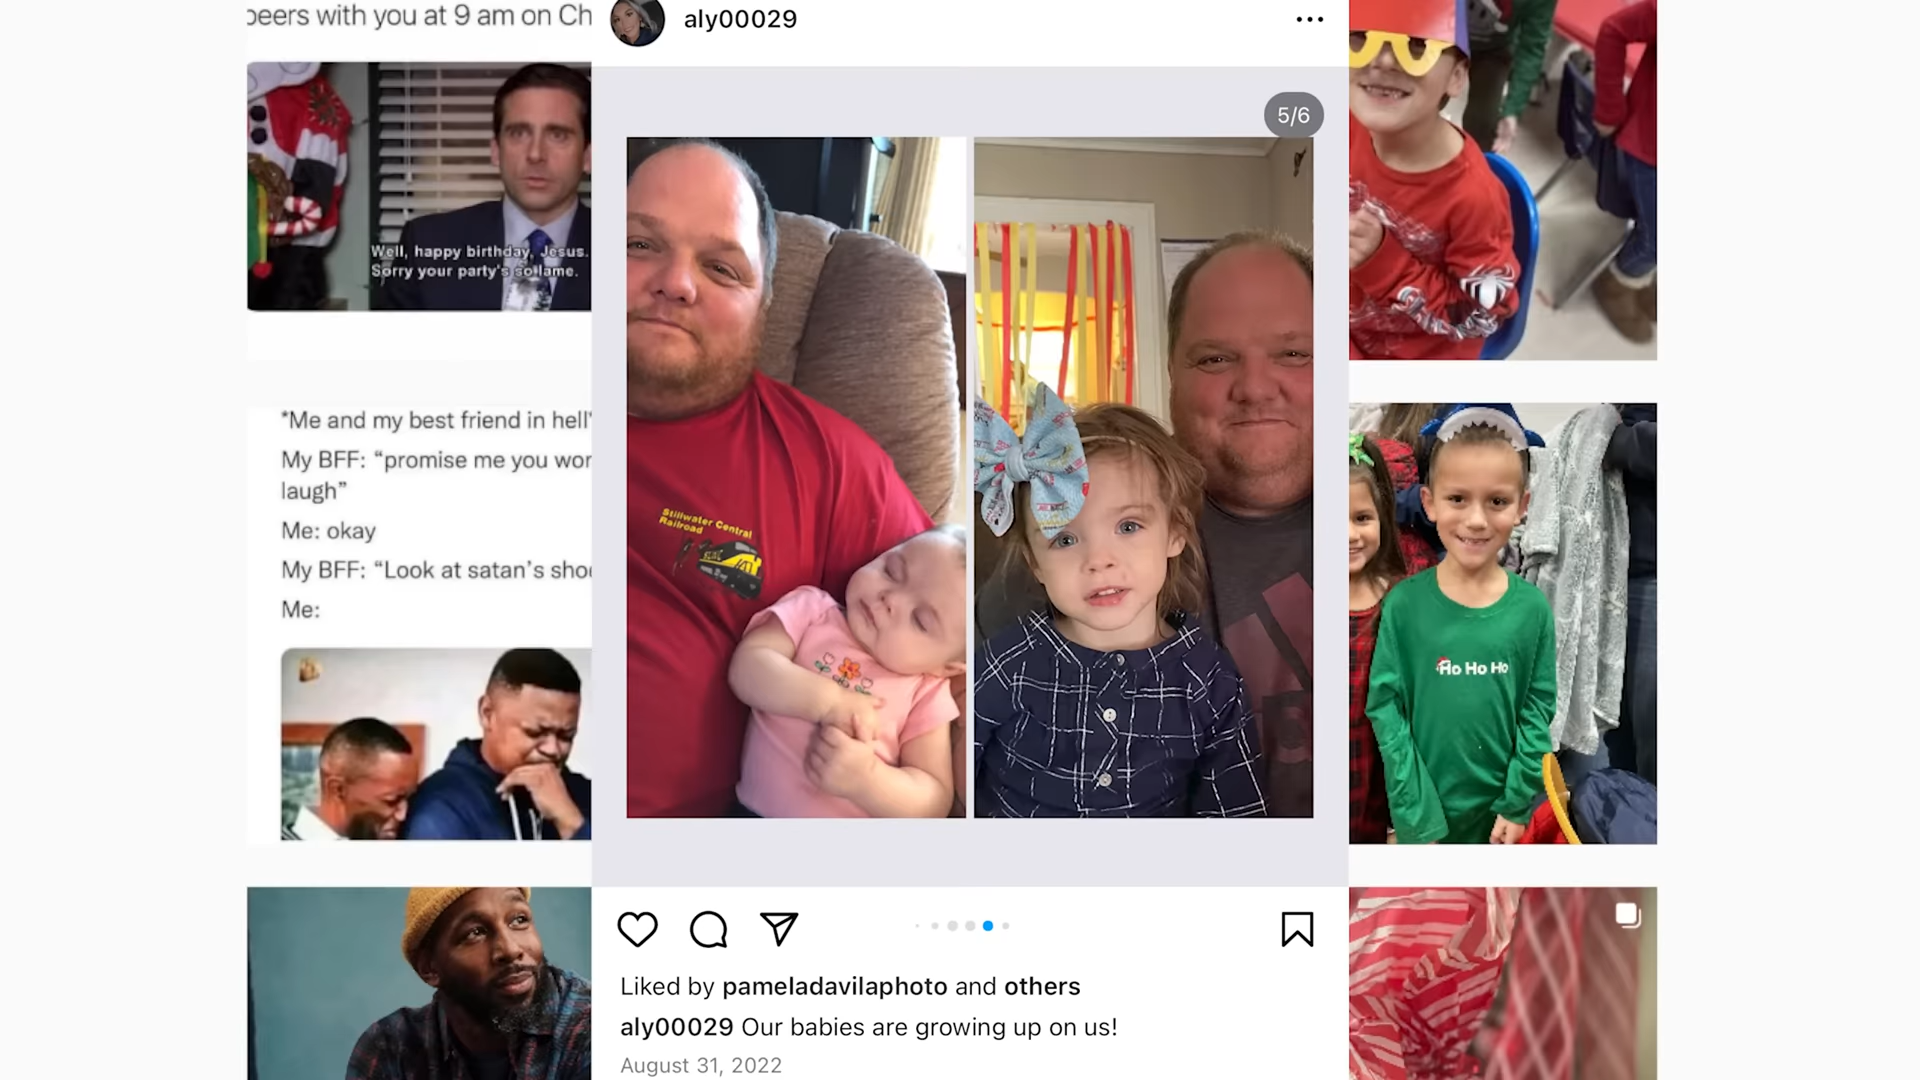 peers with you at 9 am on Ch
Well, happy birthday, Jesus.
Sorry your party's so lame.
*Me and my best friend in hell*
My BFF: “promise me you wor
laugh”
Me: okay
My BFF: “Look at satan’s sho
Me:
aly00029
5/6
Stillwater Central
Railroad
Liked by pameladavilaphoto and others
aly00029 Our babies are growing up on us!
August 31, 2022
Ho Ho Ho